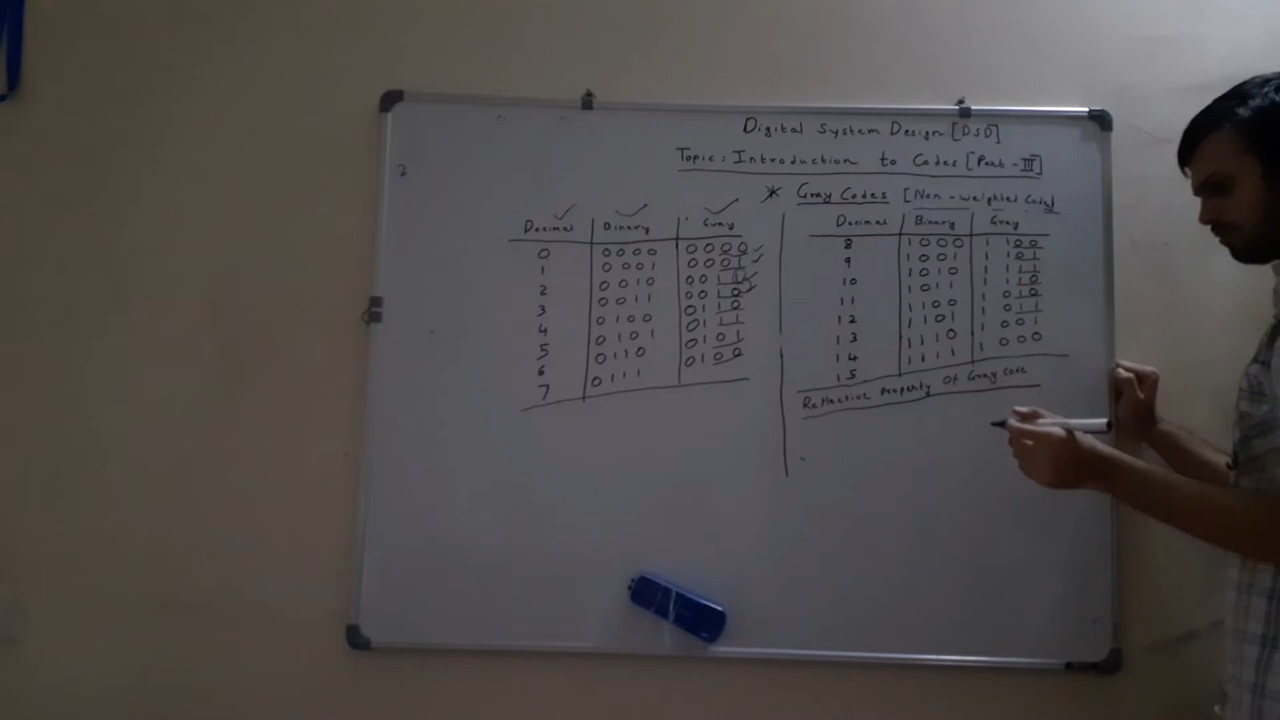 Digital System Design [DSD]
Topic: Introduction to Codes [Part-III]
* Gray Codes [Non-weighted Code]
Decimal Binary Gray
0 0000 0000
1 0001 0001
2 0010 0011
3 0011 0010
4 0100 0110
5 0101 0111
6 0110 0101
7 0111 0100
Decimal Binary Gray
8 1000 1100
9 1001 1101
10 1010 1111
11 1011 1110
12 1100 1010
13 1101 1011
14 1110 1001
15 1111 1000
Reflective Property Of Gray Code